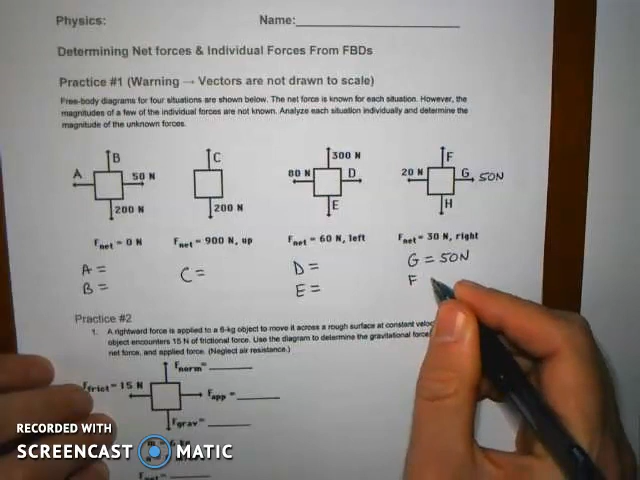 Physics: Name:
Determining Net forces & Individual Forces From FBDs
Practice #1 (Warning → Vectors are not drawn to scale)
Free-body diagrams for four situations are shown below. The net force is known for each situation. However, the
magnitudes of a few of the individual forces are not known. Analyze each situation individually and determine the
magnitude of the unknown forces.
B C 300 N F
A 50 N 80 N D 20 N G 50N
200 N 200 N E H
Fnet = 0 N Fnet = 900 N, up Fnet = 60 N, left Fnet = 30 N, right
A = C = D = G = 50N
B = E = F
Practice #2
1. A rightward force is applied to a 6-kg object to move it across a rough surface at constant
object encounters 15 N of frictional force. Use the diagram to determine the gravitational force
net force, and applied force. (Neglect air resistance.)
Fnorm=
Ffrict= 15 N Fapp =
Fgrav=
RECORDED WITH
SCREENCAST MATIC